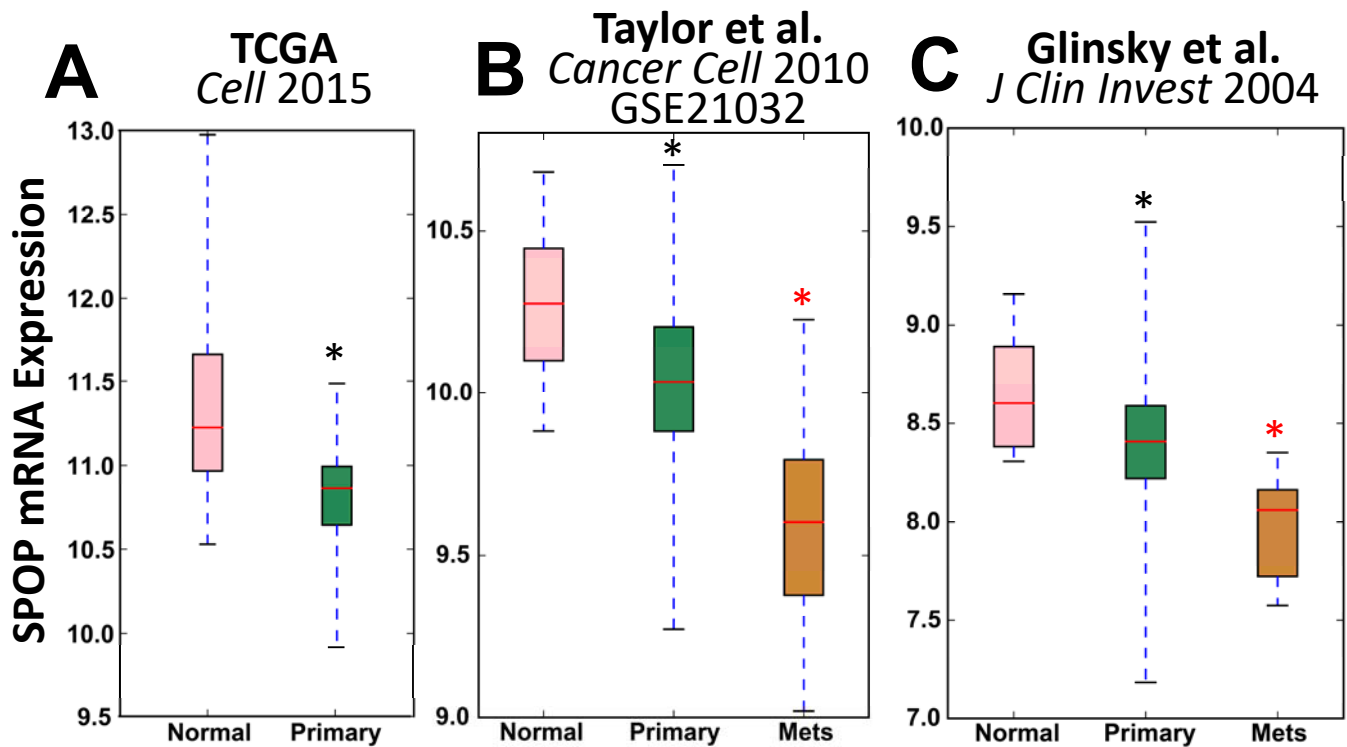 A
TCGA
Cell 2015
B
Taylor et al.
Cancer Cell 2010
GSE21032
C
Glinsky et al.
J Clin Invest 2004
SPOP mRNA Expression
13.0
12.5
12.0
11.5
11.0
10.5
10.0
9.5
*
Normal Primary
10.5
10.0
9.5
9.0
*
*
Normal Primary Mets
10.0
9.5
9.0
8.5
8.0
7.5
7.0
*
*
Normal Primary Mets